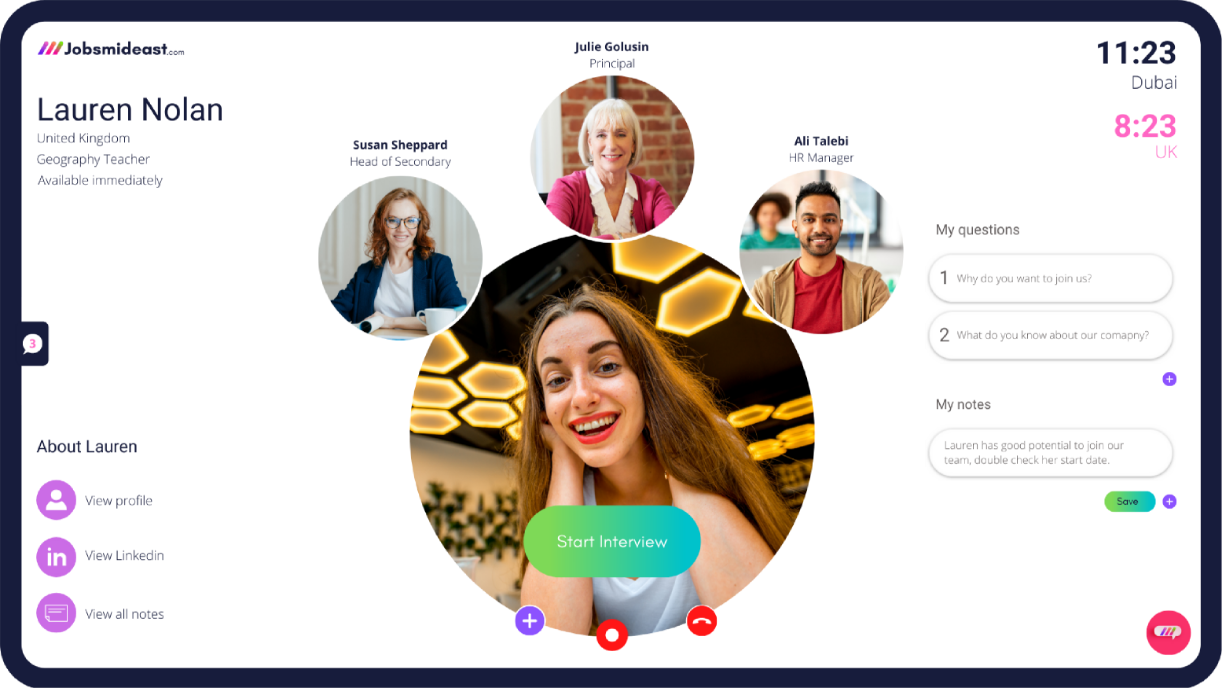 Jobsmideast.com
Lauren Nolan
United Kingdom
Geography Teacher
Available immediately
Julie Golusin
Principal
Susan Sheppard
Head of Secondary
Ali Talebi
HR Manager
11:23
Dubai
8:23
UK
3
My questions
1 Why do you want to join us?
2 What do you know about our comapny?
My notes
Lauren has good potential to join our
team, double check her start date.
Save
About Lauren
View profile
in View Linkedin
View all notes
Start Interview